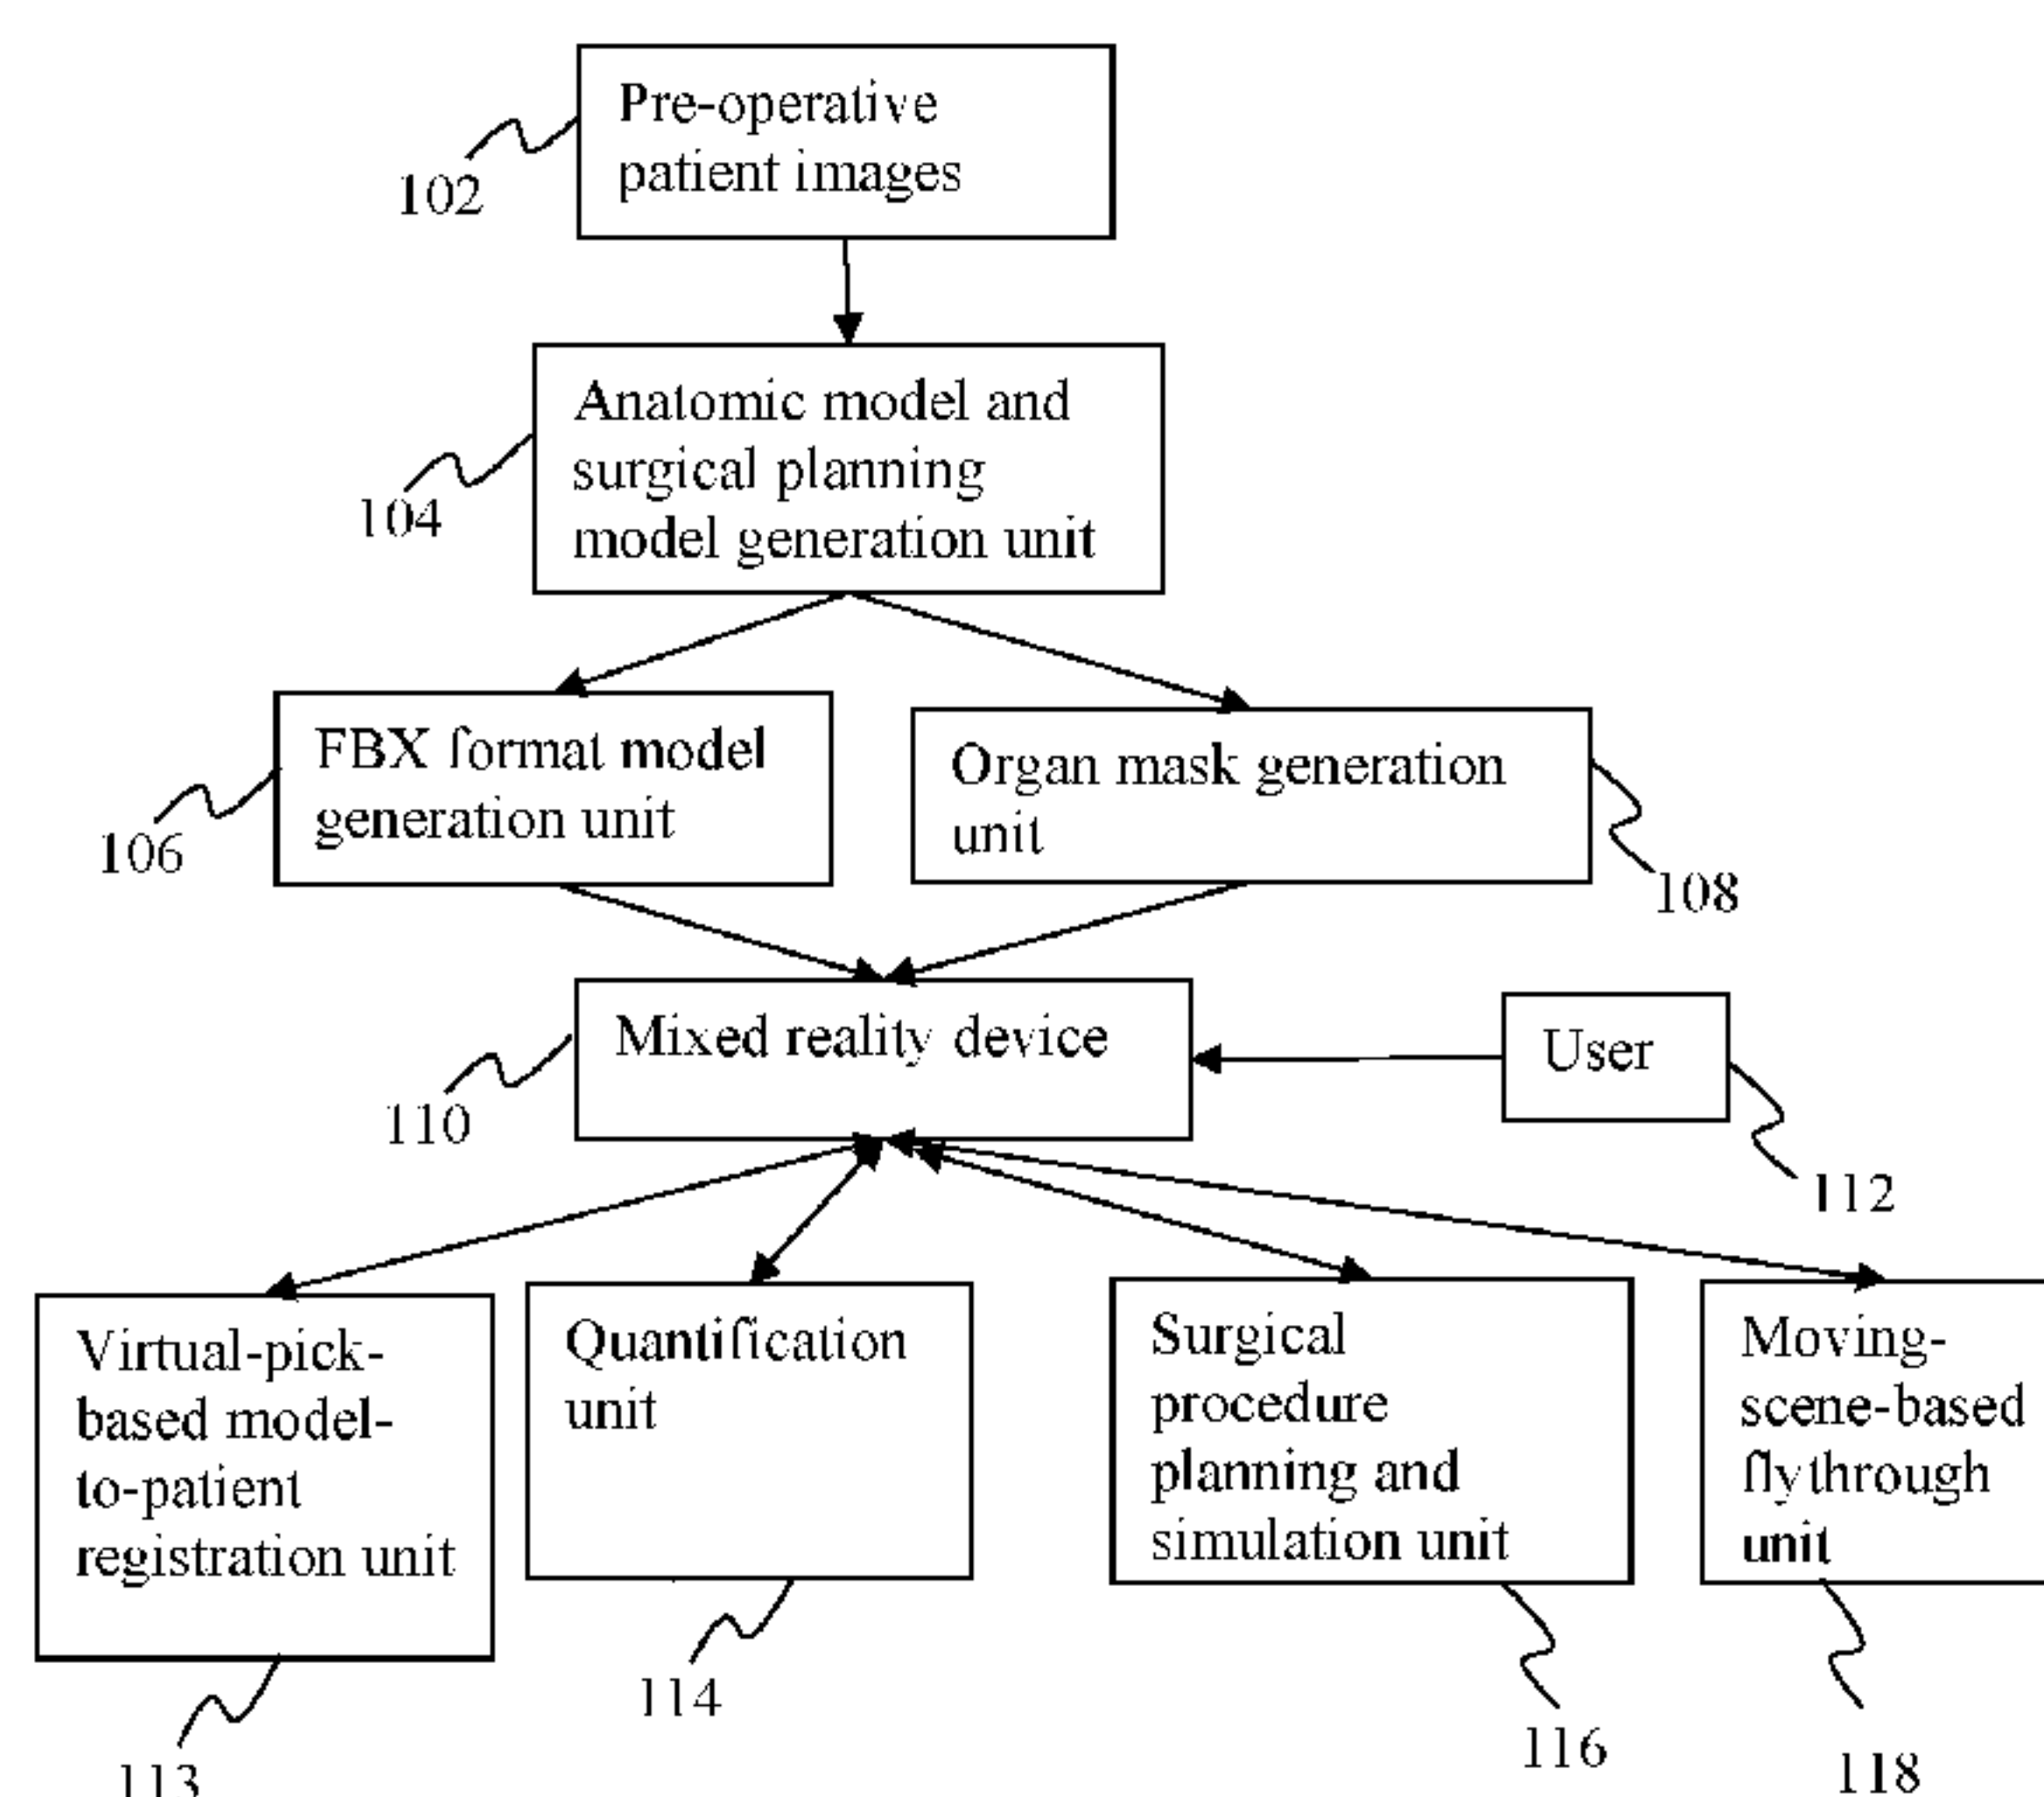 Pre-operative
patient images
102
Anatomic model and
surgical planning
model generation unit
104
FBX format model
generation unit
106
Organ mask generation
unit
108
Mixed reality device
110
User
112
Virtual-pick-
based model-
to-patient
registration unit
113
Quantification
unit
114
Surgical
procedure
planning and
simulation unit
116
Moving-
scene-based
flythrough
unit
118